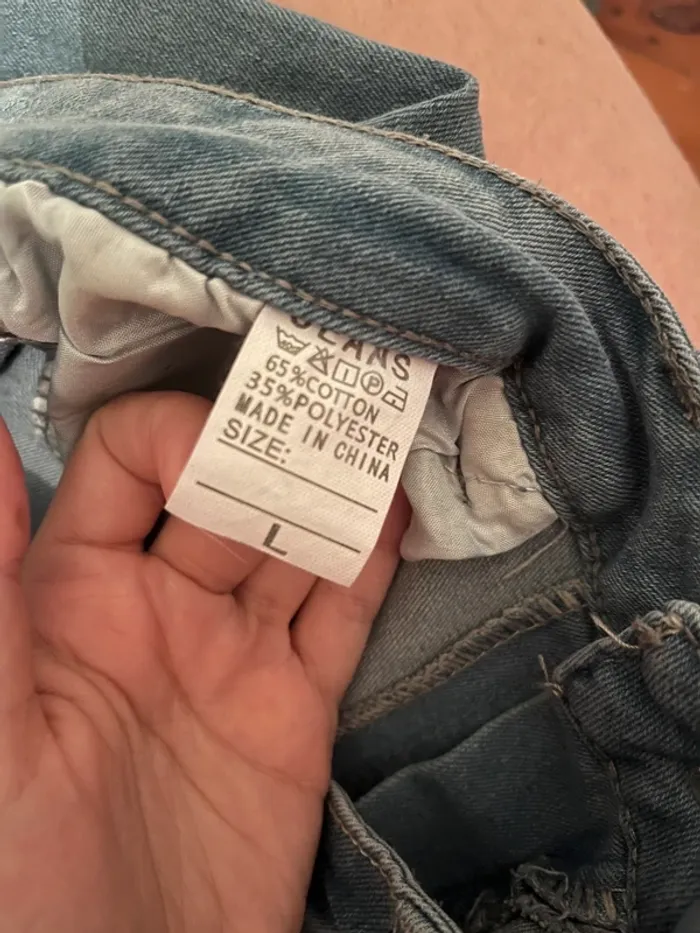 JEANS
65%COTTON
35%POLYESTER
MADE IN CHINA
SIZE:
L